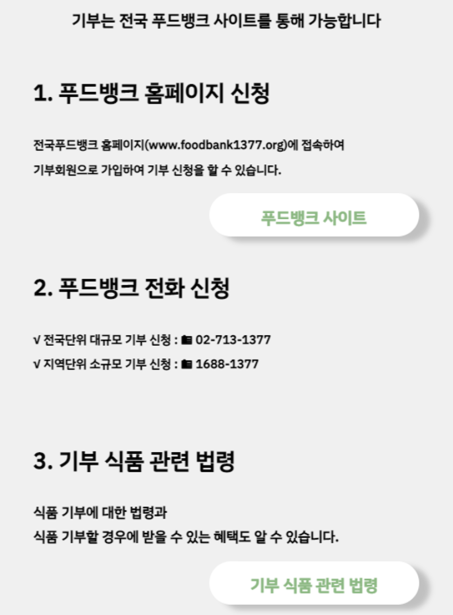 기부는 전국 푸드뱅크 사이트를 통해 가능합니다
1. 푸드뱅크 홈페이지 신청
전국푸드뱅크 홈페이지(www.foodbank1377.org)에 접속하여
기부회원으로 가입하여 기부 신청을 할 수 있습니다.
푸드뱅크 사이트
2. 푸드뱅크 전화 신청
√ 전국단위 대규모 기부 신청 : 02-713-1377
√ 지역단위 소규모 기부 신청 : 1688-1377
3. 기부 식품 관련 법령
식품 기부에 대한 법령과
식품 기부할 경우에 받을 수 있는 혜택도 알 수 있습니다.
기부 식품 관련 법령